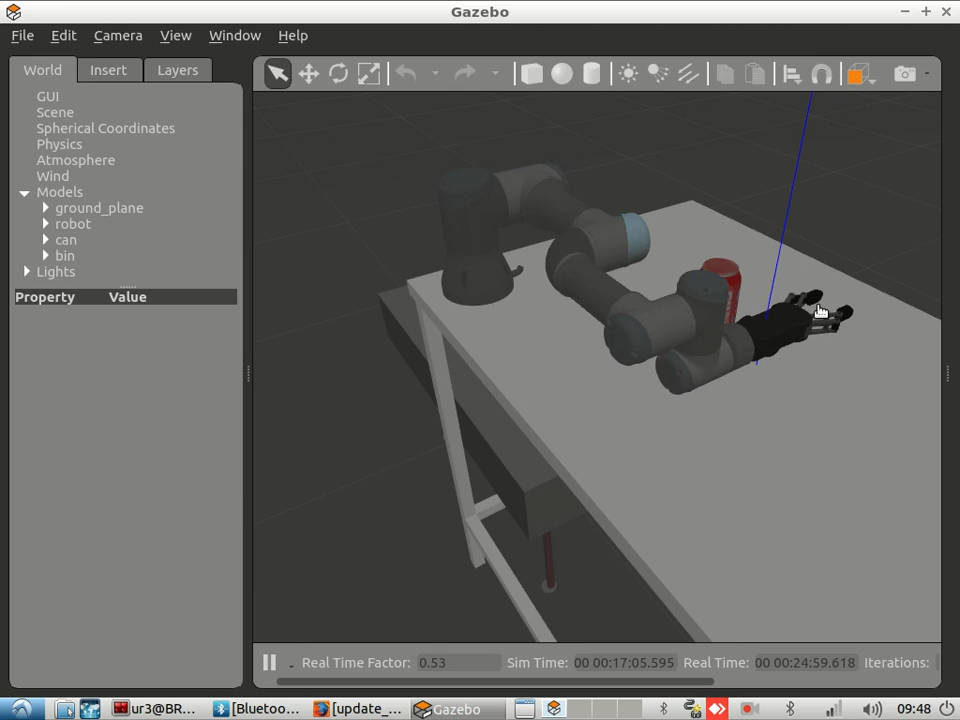 Gazebo
File Edit Camera View Window Help
World Insert Layers
GUI
Scene
Spherical Coordinates
Physics
Atmosphere
Wind
Models
ground_plane
robot
can
bin
Lights
Property Value
Real Time Factor: 0.53 Sim Time: 00 00:17:05.595 Real Time: 00 00:24:59.618 Iterations:
ur3@BR... [Bluetoo... [update_... Gazebo 09:48